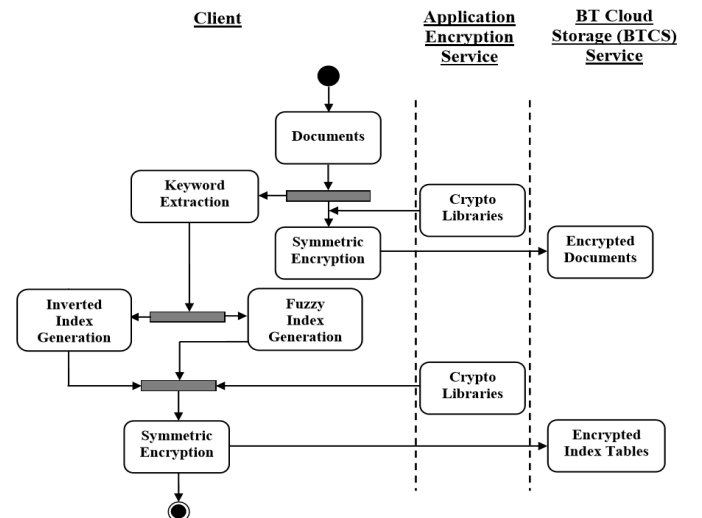 Client
Application
Encryption
Service
BT Cloud
Storage (BTCS)
Service
Documents
Keyword
Extraction
Crypto
Libraries
Symmetric
Encryption
Encrypted
Documents
Inverted
Index
Generation
Fuzzy
Index
Generation
Crypto
Libraries
Symmetric
Encryption
Encrypted
Index Tables